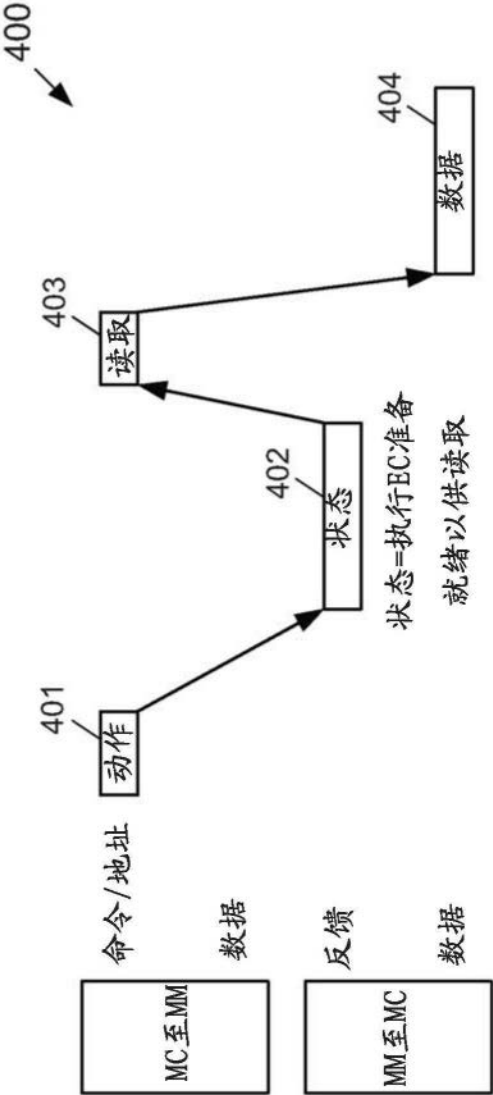 400
MC至MM
命令/地址
数据
401
动作
403
读取
MM至MC
反馈
数据
402
状态
状态=执行EC准备
就绪以供读取
404
数据